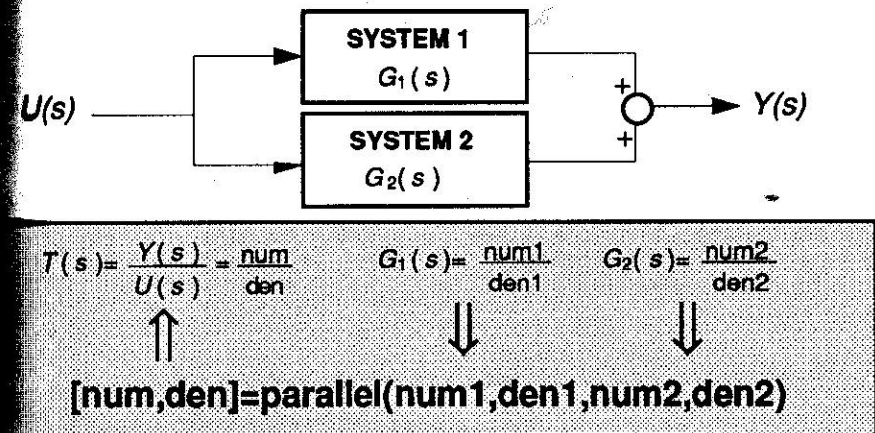 SYSTEM 1
G₁(s)
U(s)
+
Y(s)
+
SYSTEM 2
G₂(s)
T(s)= Y(s)/U(s) = num/den
G₁(s)= num1/den1
G₂(s)= num2/den2
[num,den]=parallel(num1,den1,num2,den2)